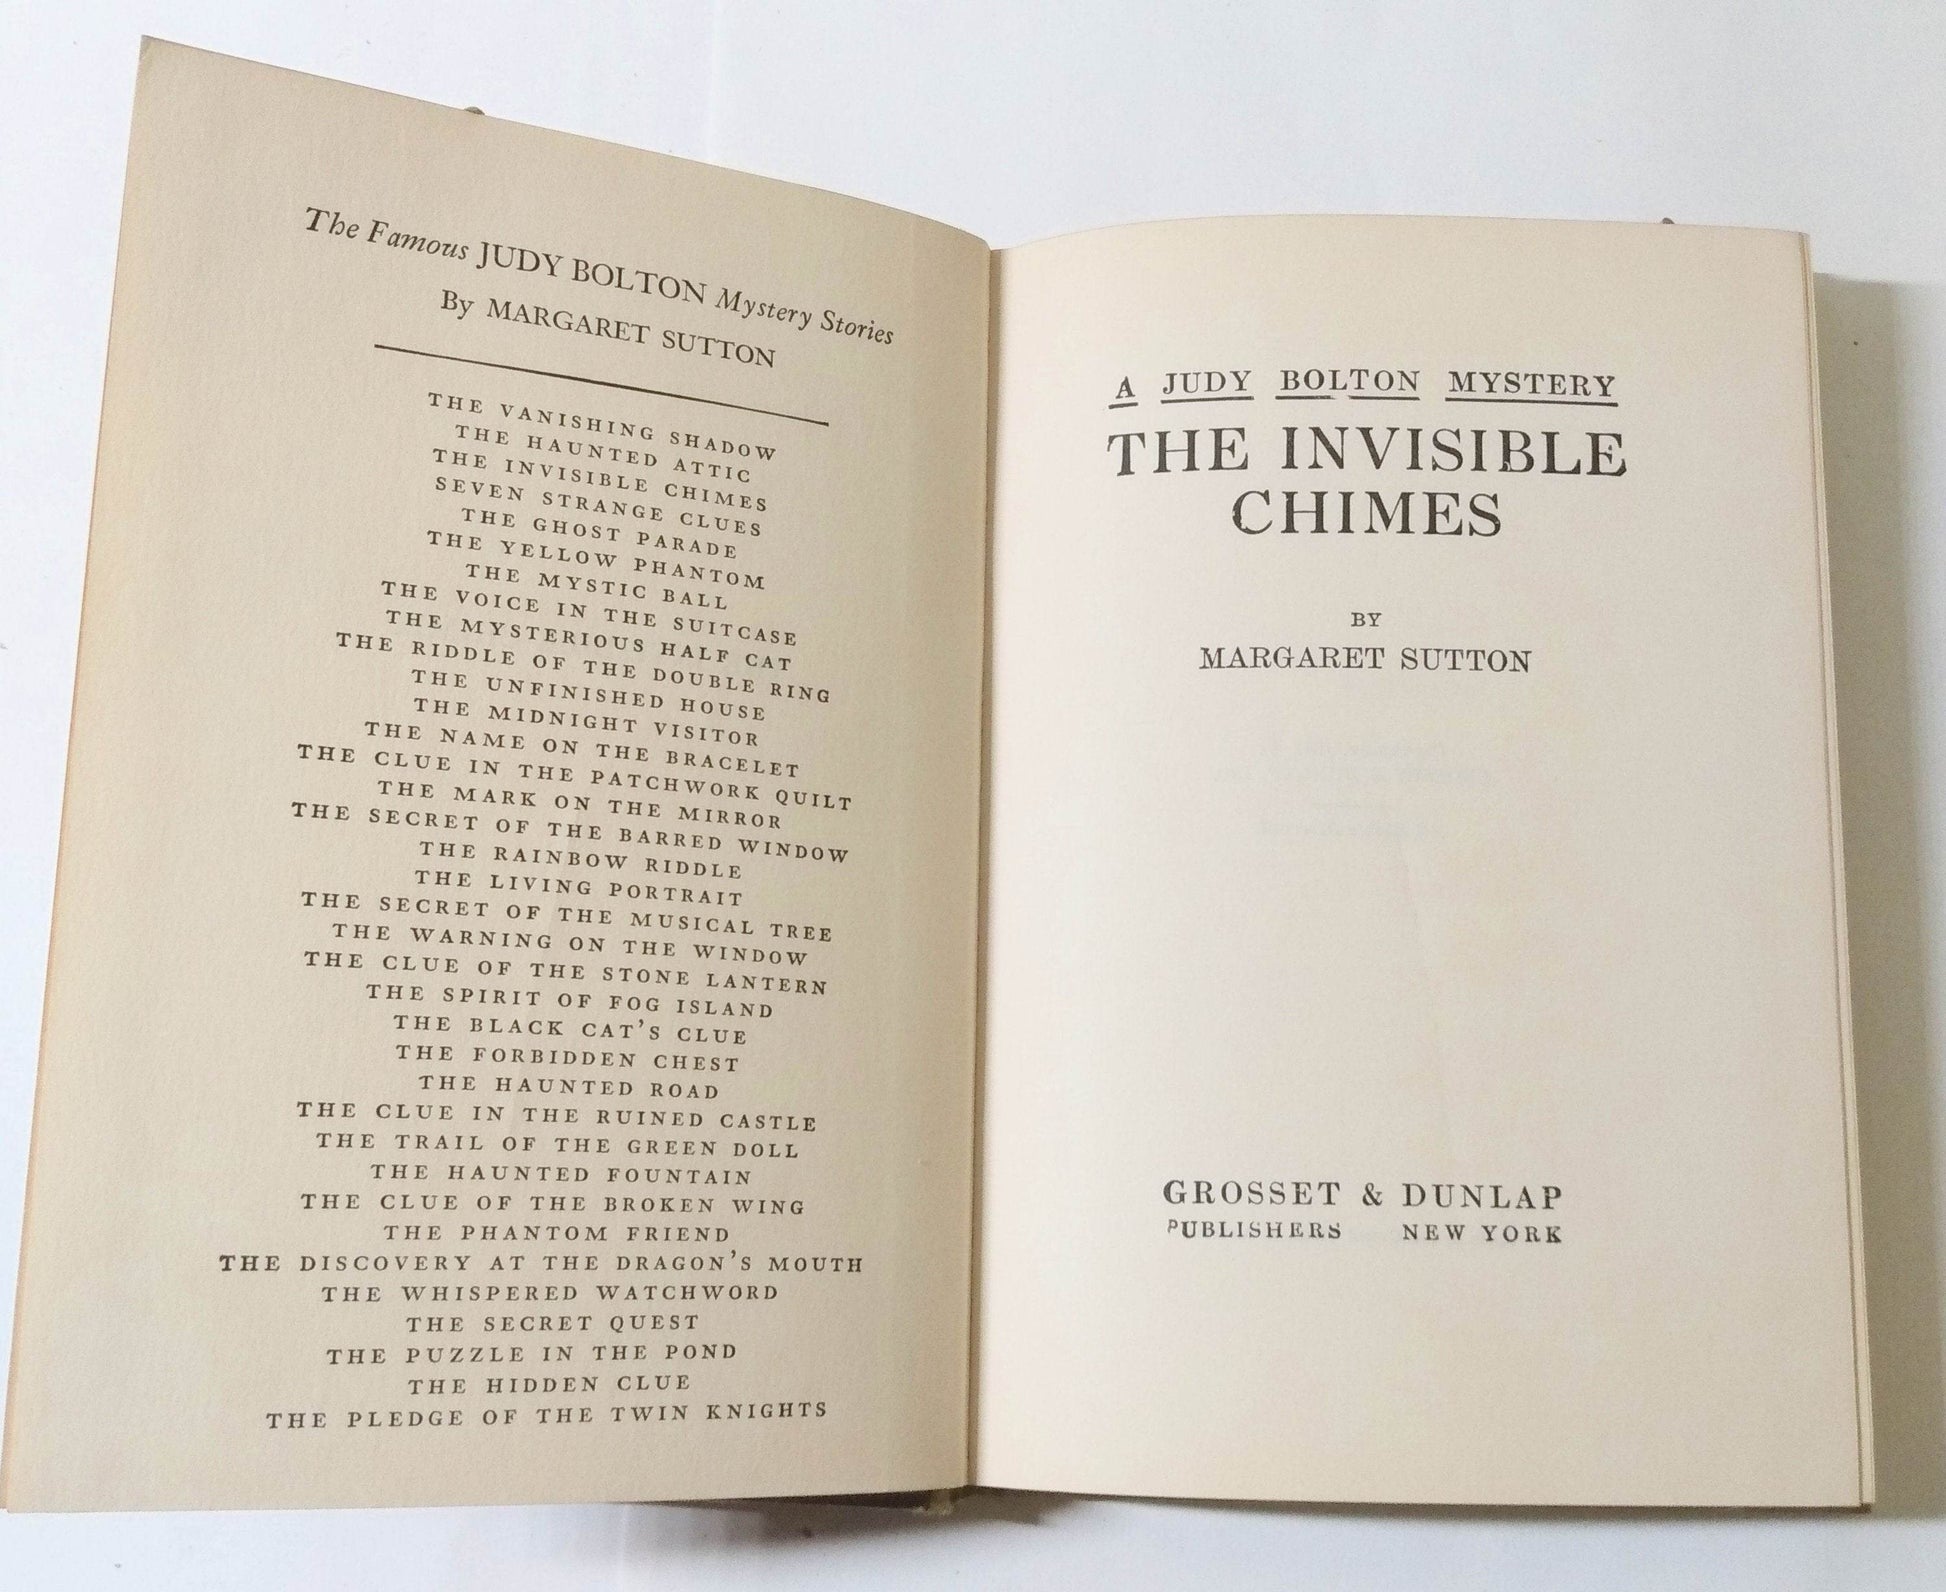 The Famous JUDY BOLTON Mystery Stories
By MARGARET SUTTON
THE VANISHING SHADOW
THE HAUNTED ATTIC
THE INVISIBLE CHIMES
SEVEN STRANGE CLUES
THE GHOST PARADE
THE YELLOW PHANTOM
THE MYSTIC BALL
THE VOICE IN THE SUITCASE
THE MYSTERIOUS HALF CAT
THE RIDDLE OF THE DOUBLE RING
THE UNFINISHED HOUSE
THE MIDNIGHT VISITOR
THE NAME ON THE BRACELET
THE CLUE IN THE PATCHWORK QUILT
THE MARK ON THE MIRROR
THE SECRET OF THE BARRED WINDOW
THE RAINBOW RIDDLE
THE LIVING PORTRAIT
THE SECRET OF THE MUSICAL TREE
THE WARNING ON THE WINDOW
THE CLUE OF THE STONE LANTERN
THE SPIRIT OF FOG ISLAND
THE BLACK CAT'S CLUE
THE FORBIDDEN CHEST
THE HAUNTED ROAD
THE CLUE IN THE RUINED CASTLE
THE TRAIL OF THE GREEN DOLL
THE HAUNTED FOUNTAIN
THE CLUE OF THE BROKEN WING
THE PHANTOM FRIEND
THE DISCOVERY AT THE DRAGON'S MOUTH
THE WHISPERED WATCHWORD
THE SECRET QUEST
THE PUZZLE IN THE POND
THE HIDDEN CLUE
THE PLEDGE OF THE TWIN KNIGHTS
A JUDY BOLTON MYSTERY
THE INVISIBLE
CHIMES
BY
MARGARET SUTTON
GROSSET & DUNLAP
PUBLISHERS NEW YORK